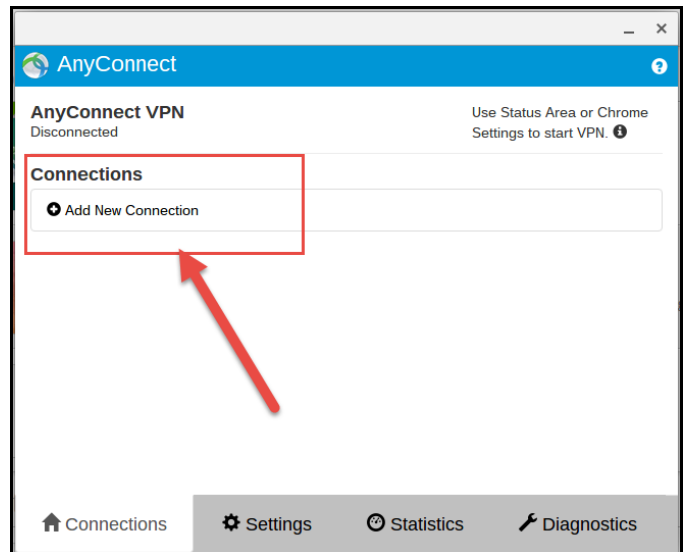 AnyConnect
AnyConnect VPN
Disconnected
Use Status Area or Chrome
Settings to start VPN.
Connections
Add New Connection
Connections
Settings
Statistics
Diagnostics